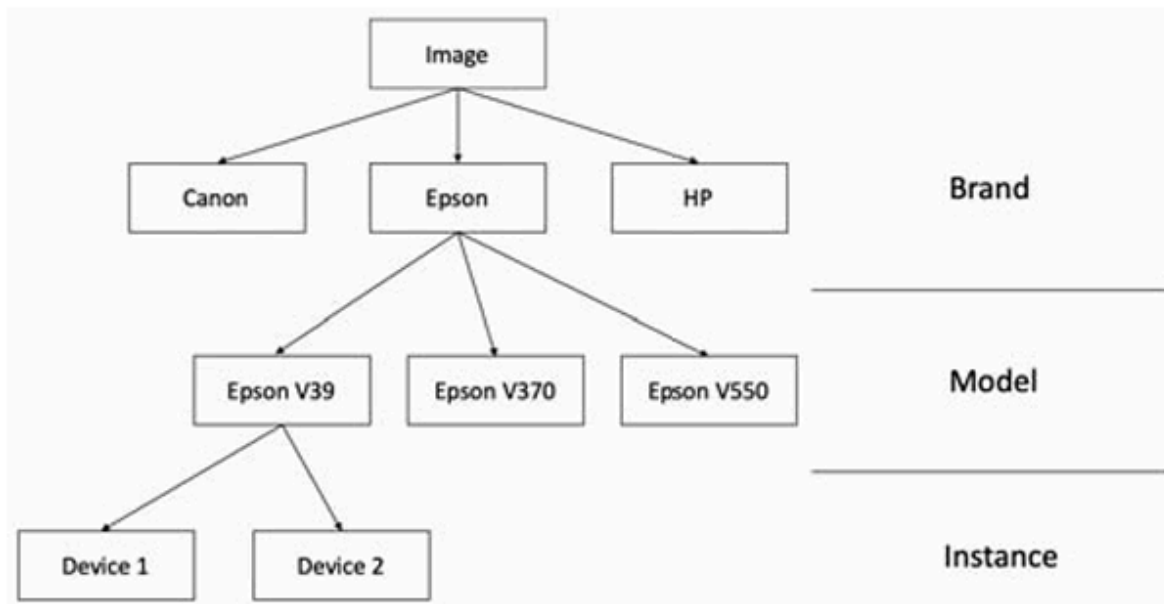 Image
Canon
Epson
HP
Brand
Epson V39
Epson V370
Epson V550
Model
Device 1
Device 2
Instance